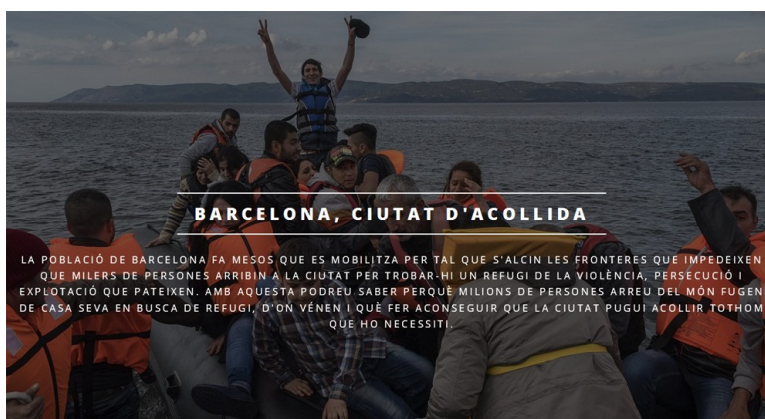 BARCELONA, CIUTAT D'ACOLLIDA
LA POBLACIÓ DE BARCELONA FA MESOS QUE ES MOBILITZA PER TAL QUE S'ALCIN LES FRONTERES QUE IMPEDEIXEN
QUE MILERS DE PERSONES ARRIBIN A LA CIUTAT PER TROBAR-HI UN REFUGI DE LA VIOLÈNCIA, PERSECUCIÓ I
EXPLOTACIÓ QUE PATEIXEN. AMB AQUESTA PODREU SABER PERQUÈ MILIONS DE PERSONES ARREU DEL MÓN FUGEN
DE CASA SEVA EN BUSCA DE REFUGI, D'ON VÉNEN I QUÈ FER ACONSEGUIR QUE LA CIUTAT PUGUI ACOLLIR TOTHOM
QUE HO NECESSITI.